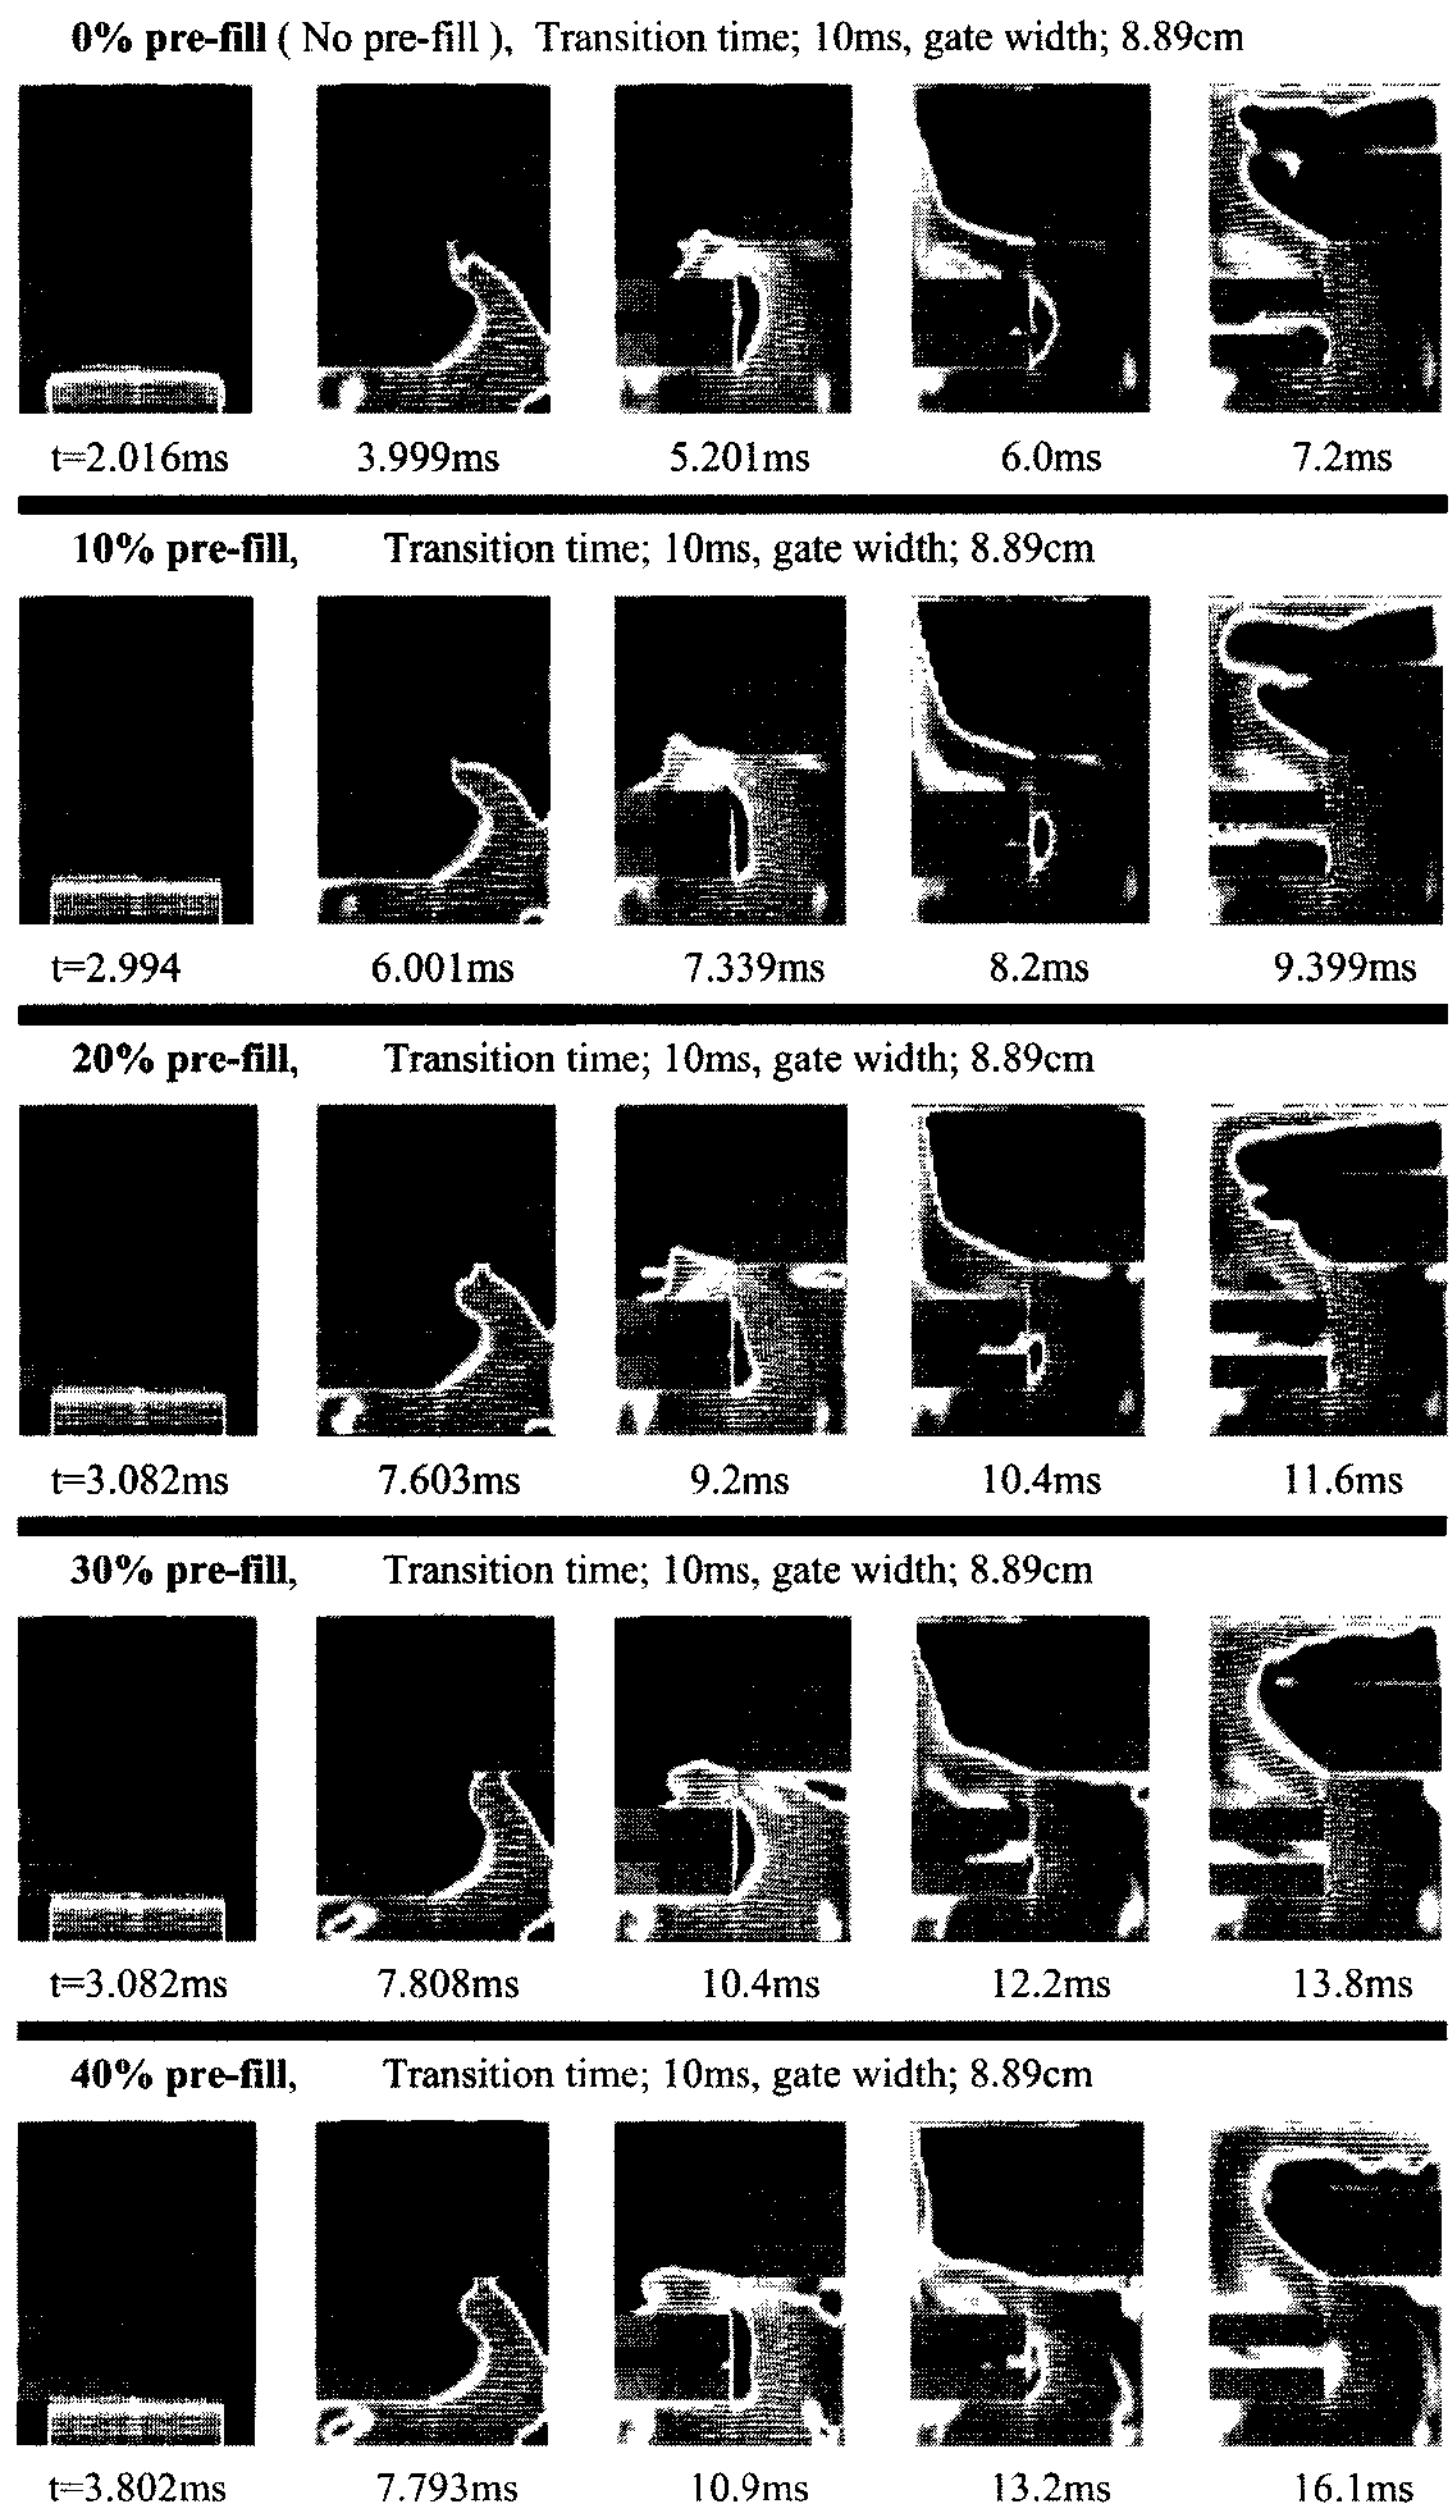 0% pre-fill ( No pre-fill ), Transition time; 10ms, gate width; 8.89cm
t=2.016ms 3.999ms 5.201ms 6.0ms 7.2ms
10% pre-fill, Transition time; 10ms, gate width; 8.89cm
t=2.994 6.001ms 7.339ms 8.2ms 9.399ms
20% pre-fill, Transition time; 10ms, gate width; 8.89cm
t=3.082ms 7.603ms 9.2ms 10.4ms 11.6ms
30% pre-fill, Transition time; 10ms, gate width; 8.89cm
t=3.082ms 7.808ms 10.4ms 12.2ms 13.8ms
40% pre-fill, Transition time; 10ms, gate width; 8.89cm
t=3.802ms 7.793ms 10.9ms 13.2ms 16.1ms